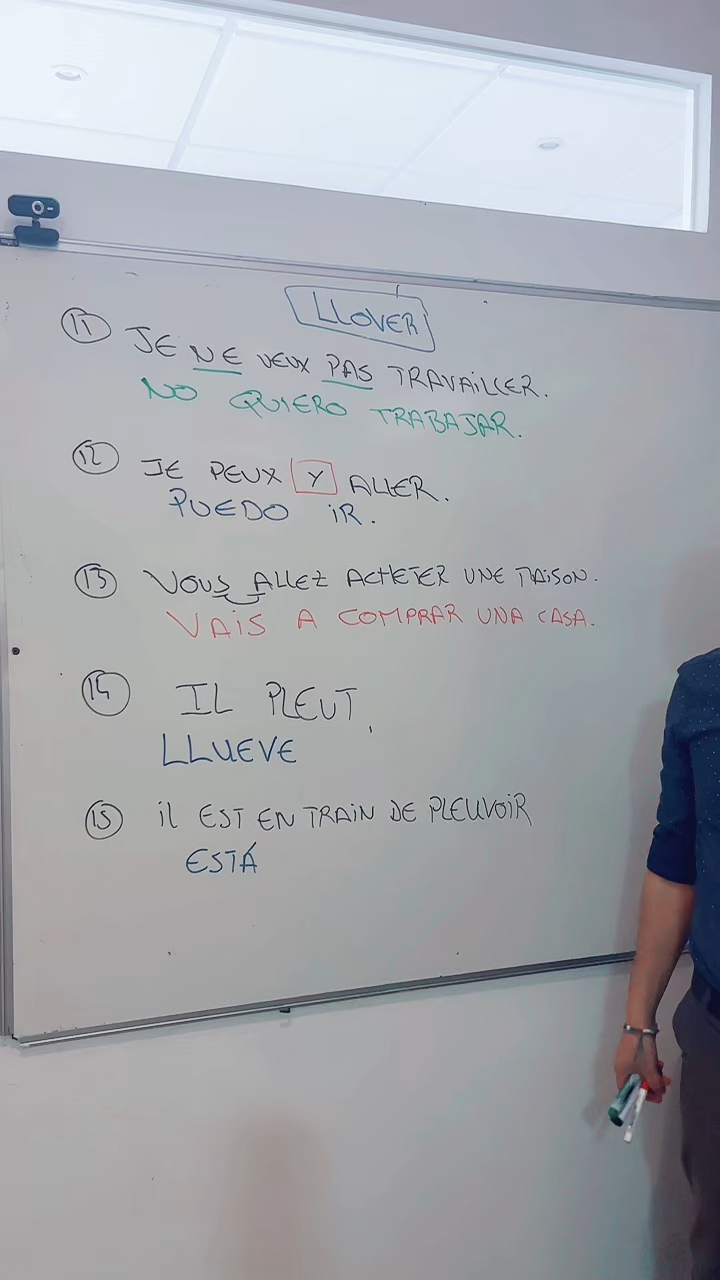 LLOVER
11 JE NE VEUX PAS TRAVAILLER.
NO QUIERO TRABAJAR.
12 JE PEUX Y ALLER.
PUEDO IR.
13 VOUS ALLEZ ACHETER UNE MAISON.
VAIS A COMPRAR UNA CASA.
14 IL PLEUT.
LLUEVE
15 iL EST EN TRAIN DE PLEUVOIR
ESTÁ